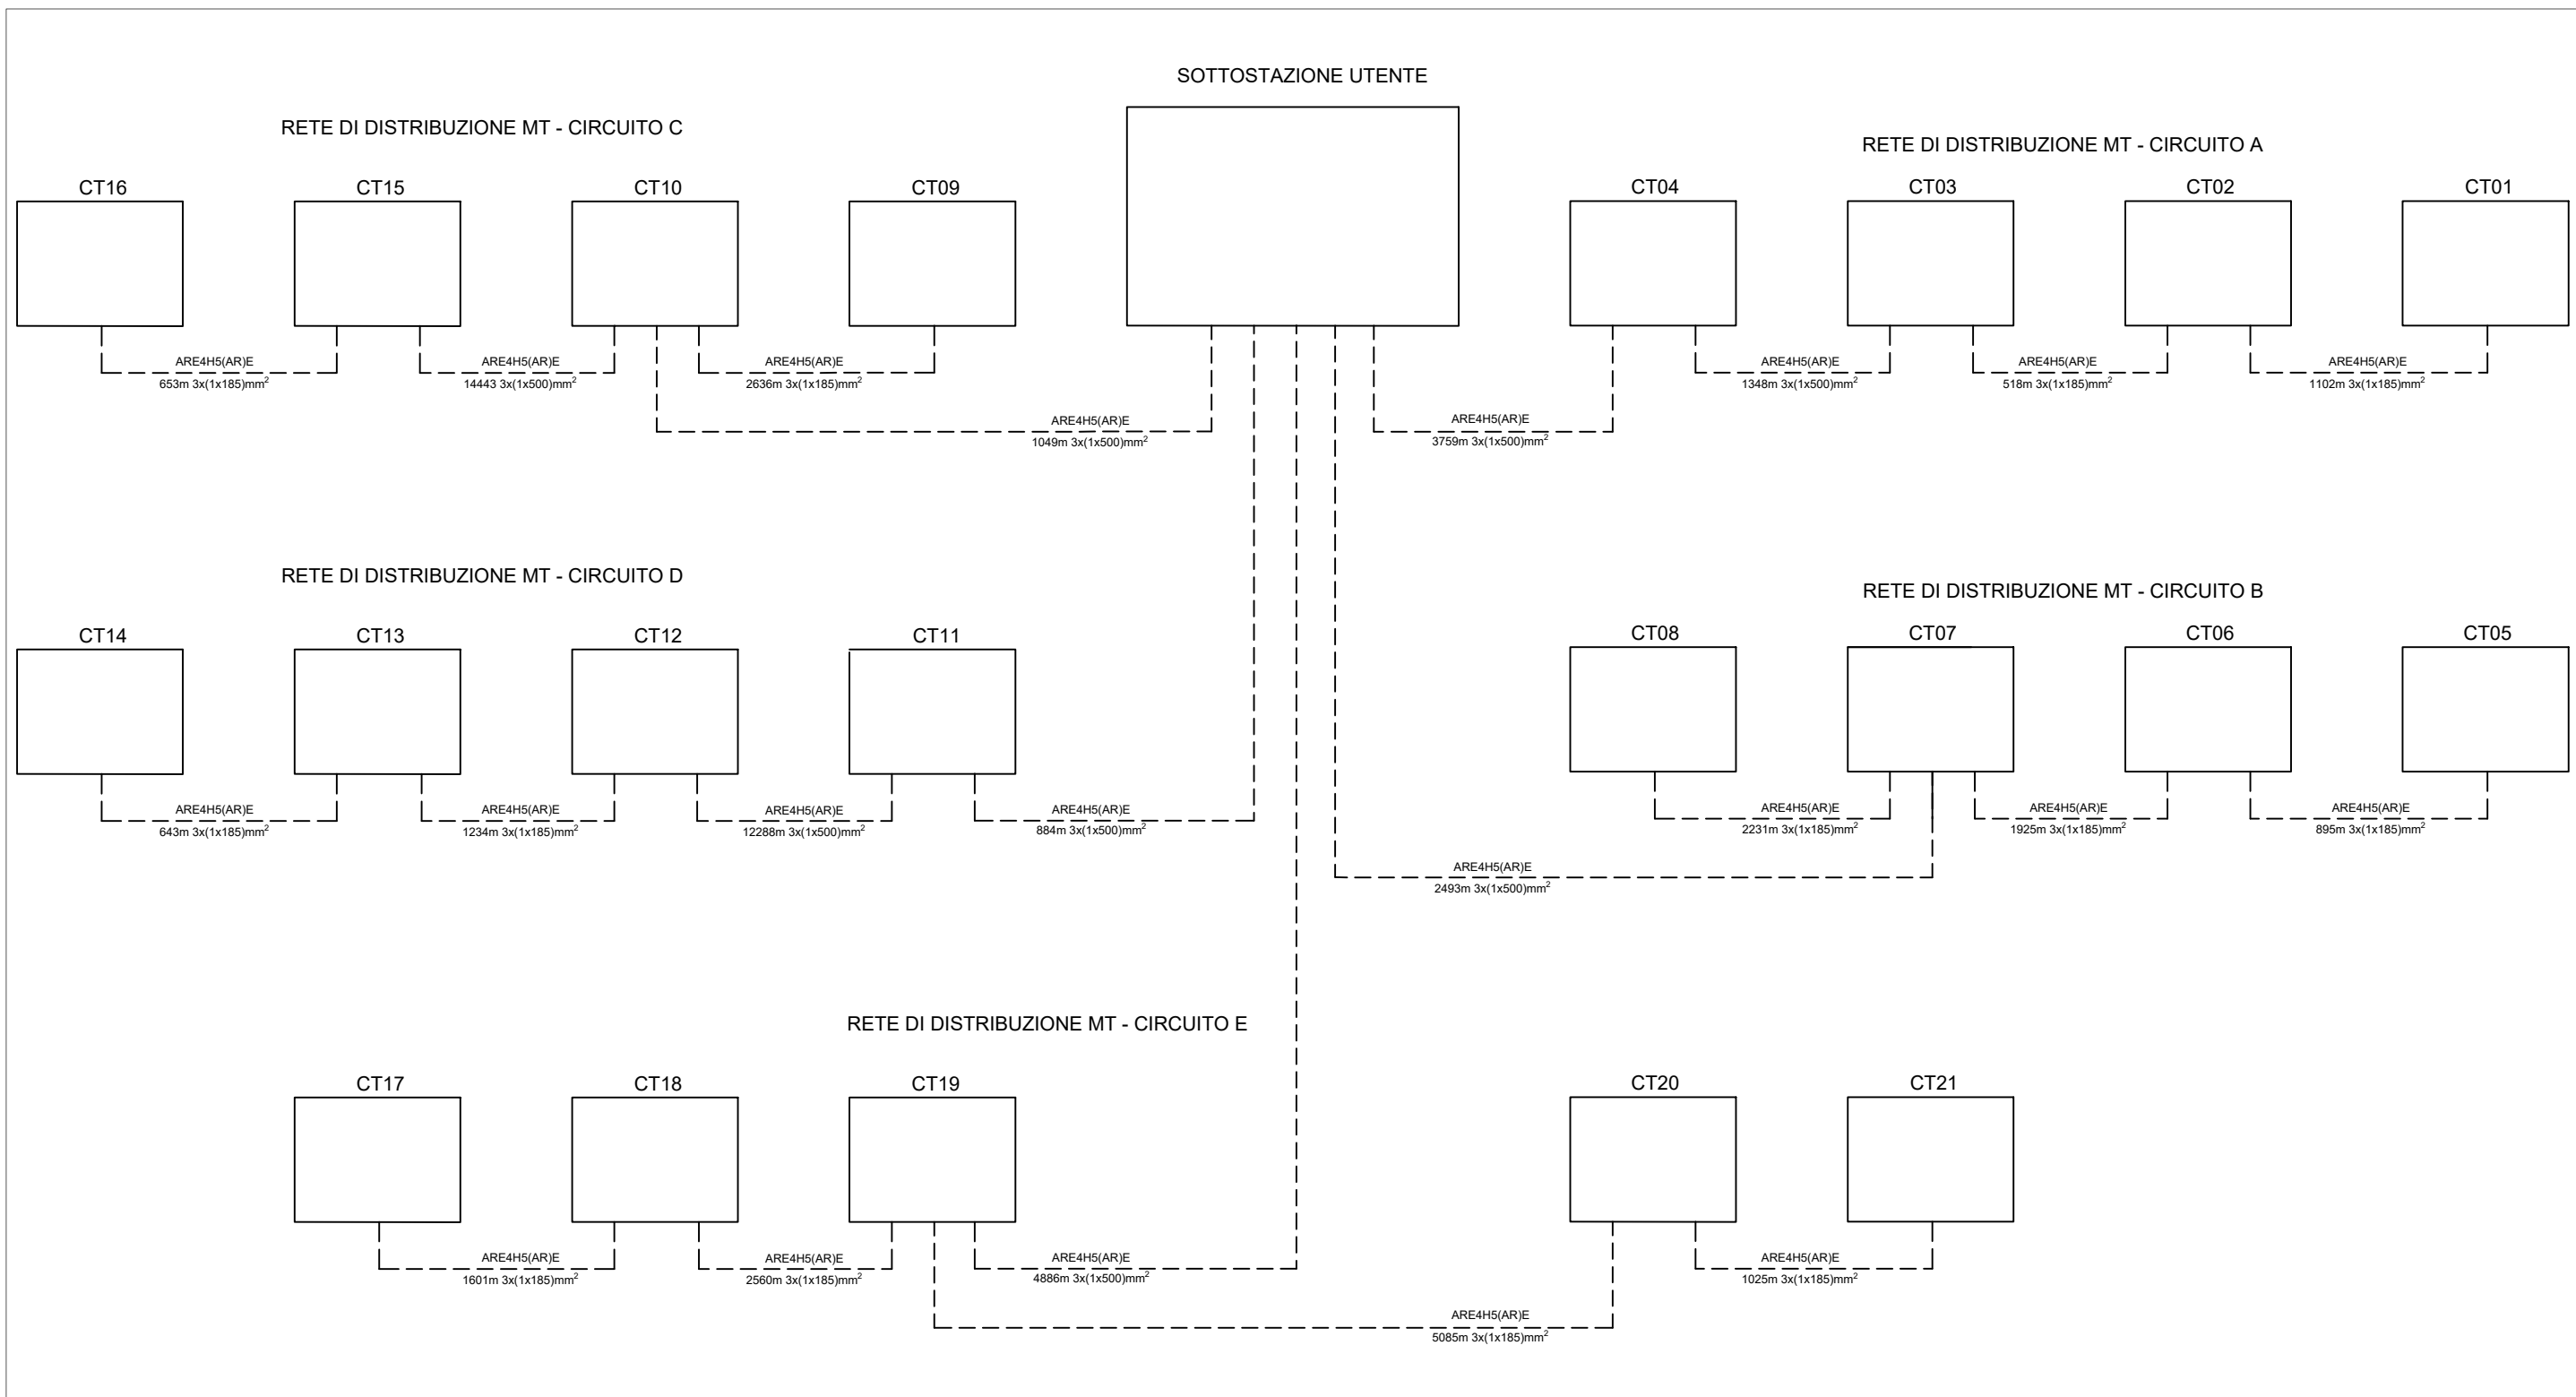 SOTTOSTAZIONE UTENTE
RETE DI DISTRIBUZIONE MT - CIRCUITO C
CT16
CT15
CT10
CT09
ARE4H5(AR)E
653m 3x(1x185)mm²
ARE4H5(AR)E
14443 3x(1x500)mm²
ARE4H5(AR)E
2636m 3x(1x185)mm²
ARE4H5(AR)E
1049m 3x(1x500)mm²
RETE DI DISTRIBUZIONE MT - CIRCUITO A
CT04
CT03
CT02
CT01
ARE4H5(AR)E
1348m 3x(1x500)mm²
ARE4H5(AR)E
518m 3x(1x185)mm²
ARE4H5(AR)E
1102m 3x(1x185)mm²
ARE4H5(AR)E
3759m 3x(1x500)mm²
RETE DI DISTRIBUZIONE MT - CIRCUITO D
CT14
CT13
CT12
CT11
ARE4H5(AR)E
643m 3x(1x185)mm²
ARE4H5(AR)E
1234m 3x(1x185)mm²
ARE4H5(AR)E
12288m 3x(1x500)mm²
ARE4H5(AR)E
884m 3x(1x500)mm²
RETE DI DISTRIBUZIONE MT - CIRCUITO B
CT08
CT07
CT06
CT05
ARE4H5(AR)E
2231m 3x(1x185)mm²
ARE4H5(AR)E
1925m 3x(1x185)mm²
ARE4H5(AR)E
895m 3x(1x185)mm²
ARE4H5(AR)E
2493m 3x(1x500)mm²
RETE DI DISTRIBUZIONE MT - CIRCUITO E
CT17
CT18
CT19
CT20
CT21
ARE4H5(AR)E
1601m 3x(1x185)mm²
ARE4H5(AR)E
2560m 3x(1x185)mm²
ARE4H5(AR)E
4886m 3x(1x500)mm²
ARE4H5(AR)E
1025m 3x(1x185)mm²
ARE4H5(AR)E
5085m 3x(1x185)mm²